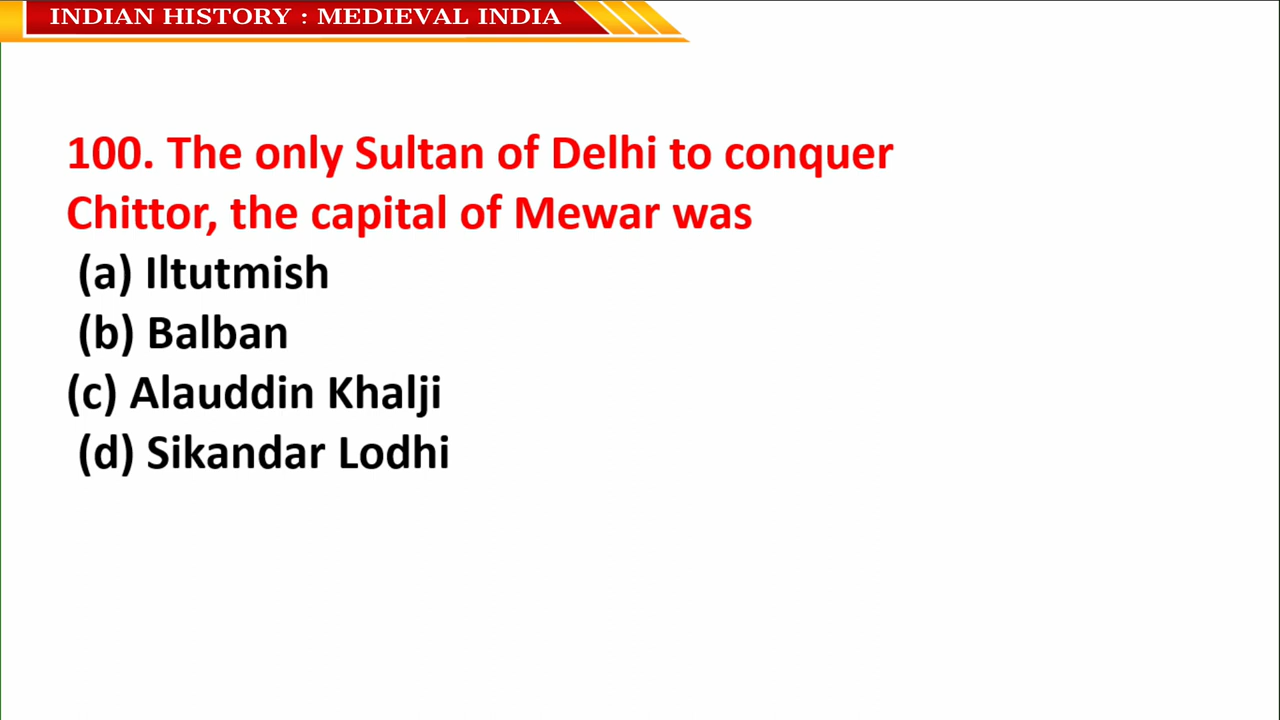 INDIAN HISTORY : MEDIEVAL INDIA
100. The only Sultan of Delhi to conquer
Chittor, the capital of Mewar was
(a) Iltutmish
(b) Balban
(c) Alauddin Khalji
(d) Sikandar Lodhi